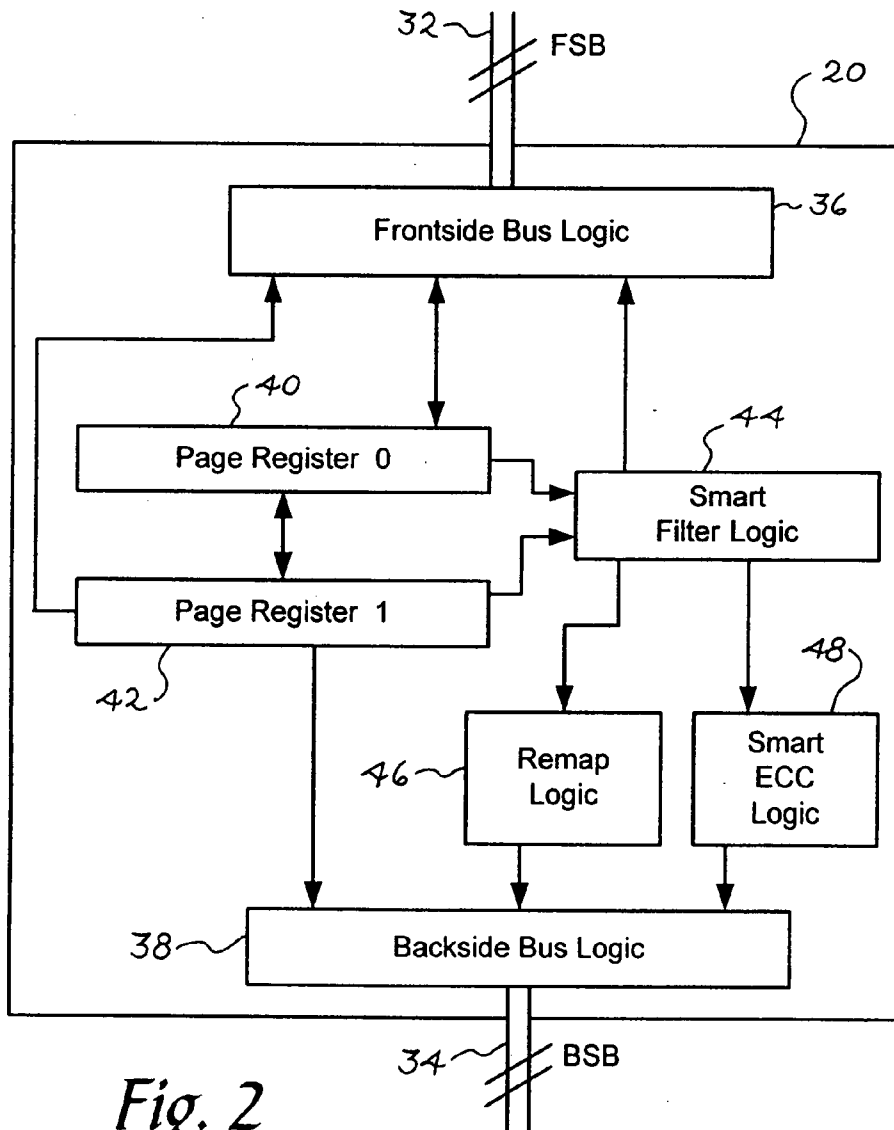 32
FSB
20
Frontside Bus Logic
36
40
Page Register 0
44
Smart
Filter Logic
Page Register 1
42
48
46
Remap
Logic
Smart
ECC
Logic
38
Backside Bus Logic
34
BSB
Fig. 2